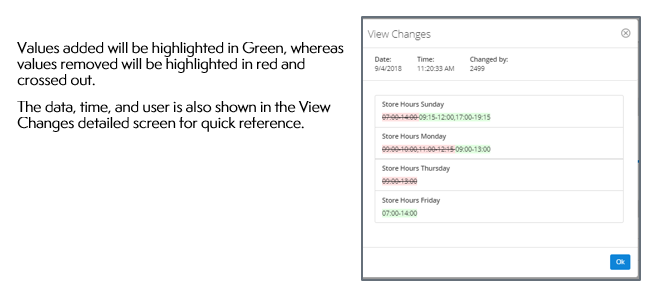 Values added will be highlighted in Green, whereas
values removed will be highlighted in red and
crossed out.
The data, time, and user is also shown in the View
Changes detailed screen for quick reference.
View Changes
Date: Time: Changed by:
9/4/2018 11:20:33 AM 2499
Store Hours Sunday
07:00-14:00 09:15-12:00,17:00-19:15
Store Hours Monday
09:00-10:00,11:00-12:15 09:00-13:00
Store Hours Thursday
09:00-13:00
Store Hours Friday
07:00-14:00
Ok